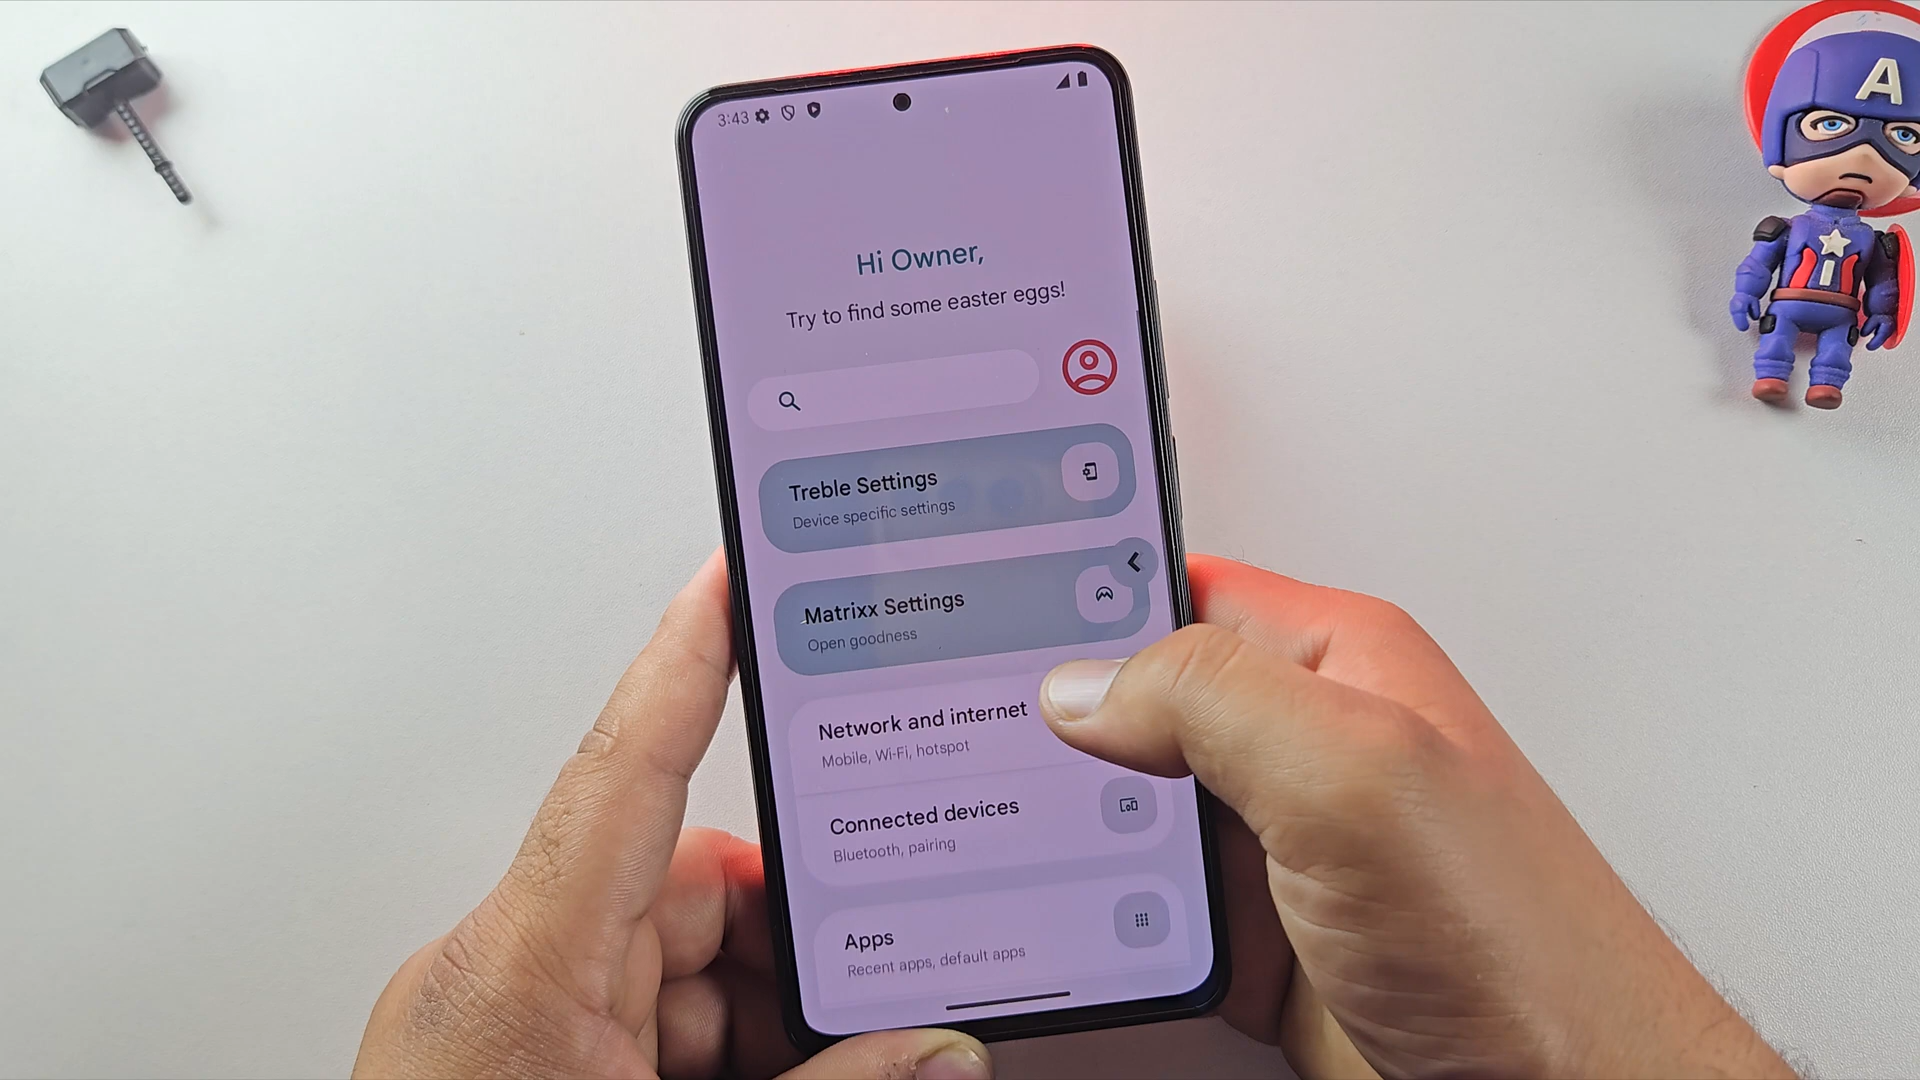 A
3:43
Hi Owner,
Try to find some easter eggs!
Treble Settings
Device specific settings
Matrixx Settings
Open goodness
Network and internet
Mobile, Wi-Fi, hotspot
Connected devices
Bluetooth, pairing
Apps
Recent apps, default apps